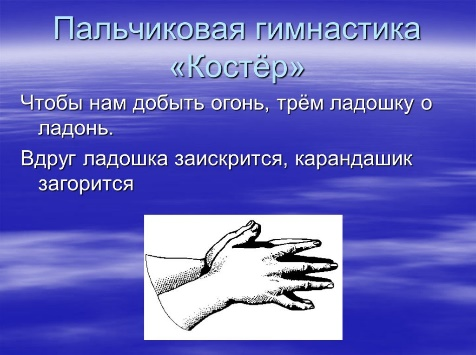 Пальчиковая гимнастика
«Костёр»
Чтобы нам добыть огонь, трём ладошку о
ладонь.
Вдруг ладошка заискрится, карандашик
загорится